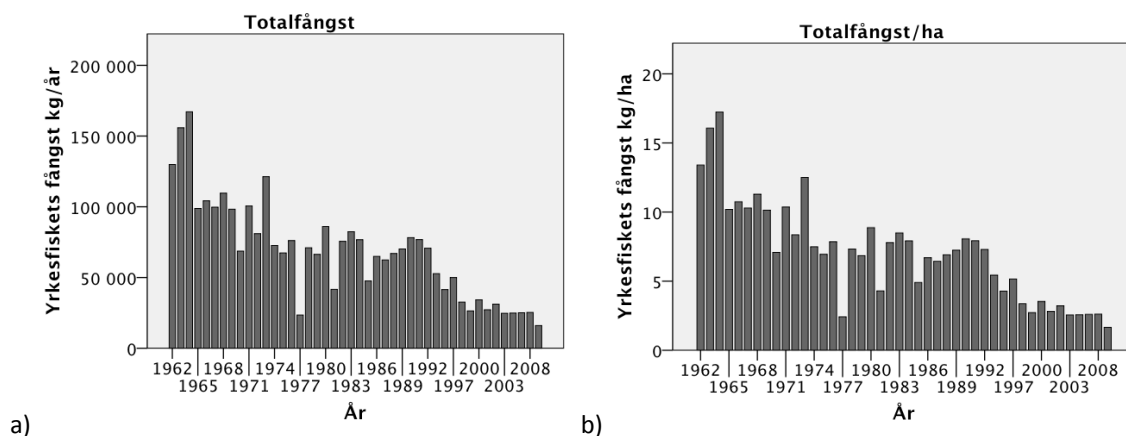 Totalfångst
Yrkesfiskets fångst kg/år
200 000
150 000
100 000
50 000
0
1962 1968 1974 1980 1986 1992 2000 2008
1965 1971 1977 1983 1989 1997 2003
År
a)
Totalfångst/ha
Yrkesfiskets fångst kg/ha
20
15
10
5
0
1962 1968 1974 1980 1986 1992 2000 2008
1965 1971 1977 1983 1989 1997 2003
År
b)